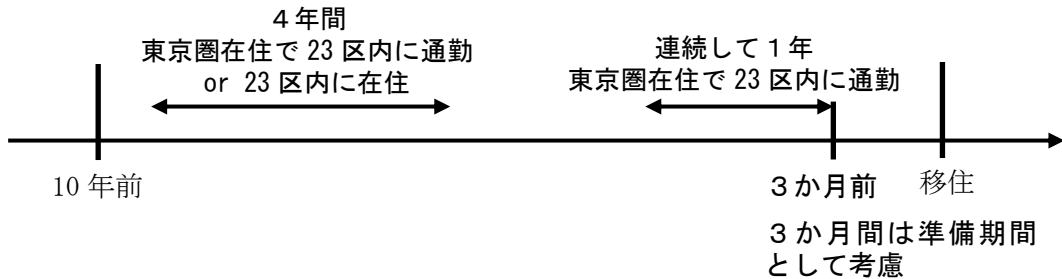 ４年間
東京圏在住で 23 区内に通勤
or 23 区内に在住
連続して１年
東京圏在住で 23 区内に通勤
10 年前
３か月前
移住
３か月間は準備期間
として考慮